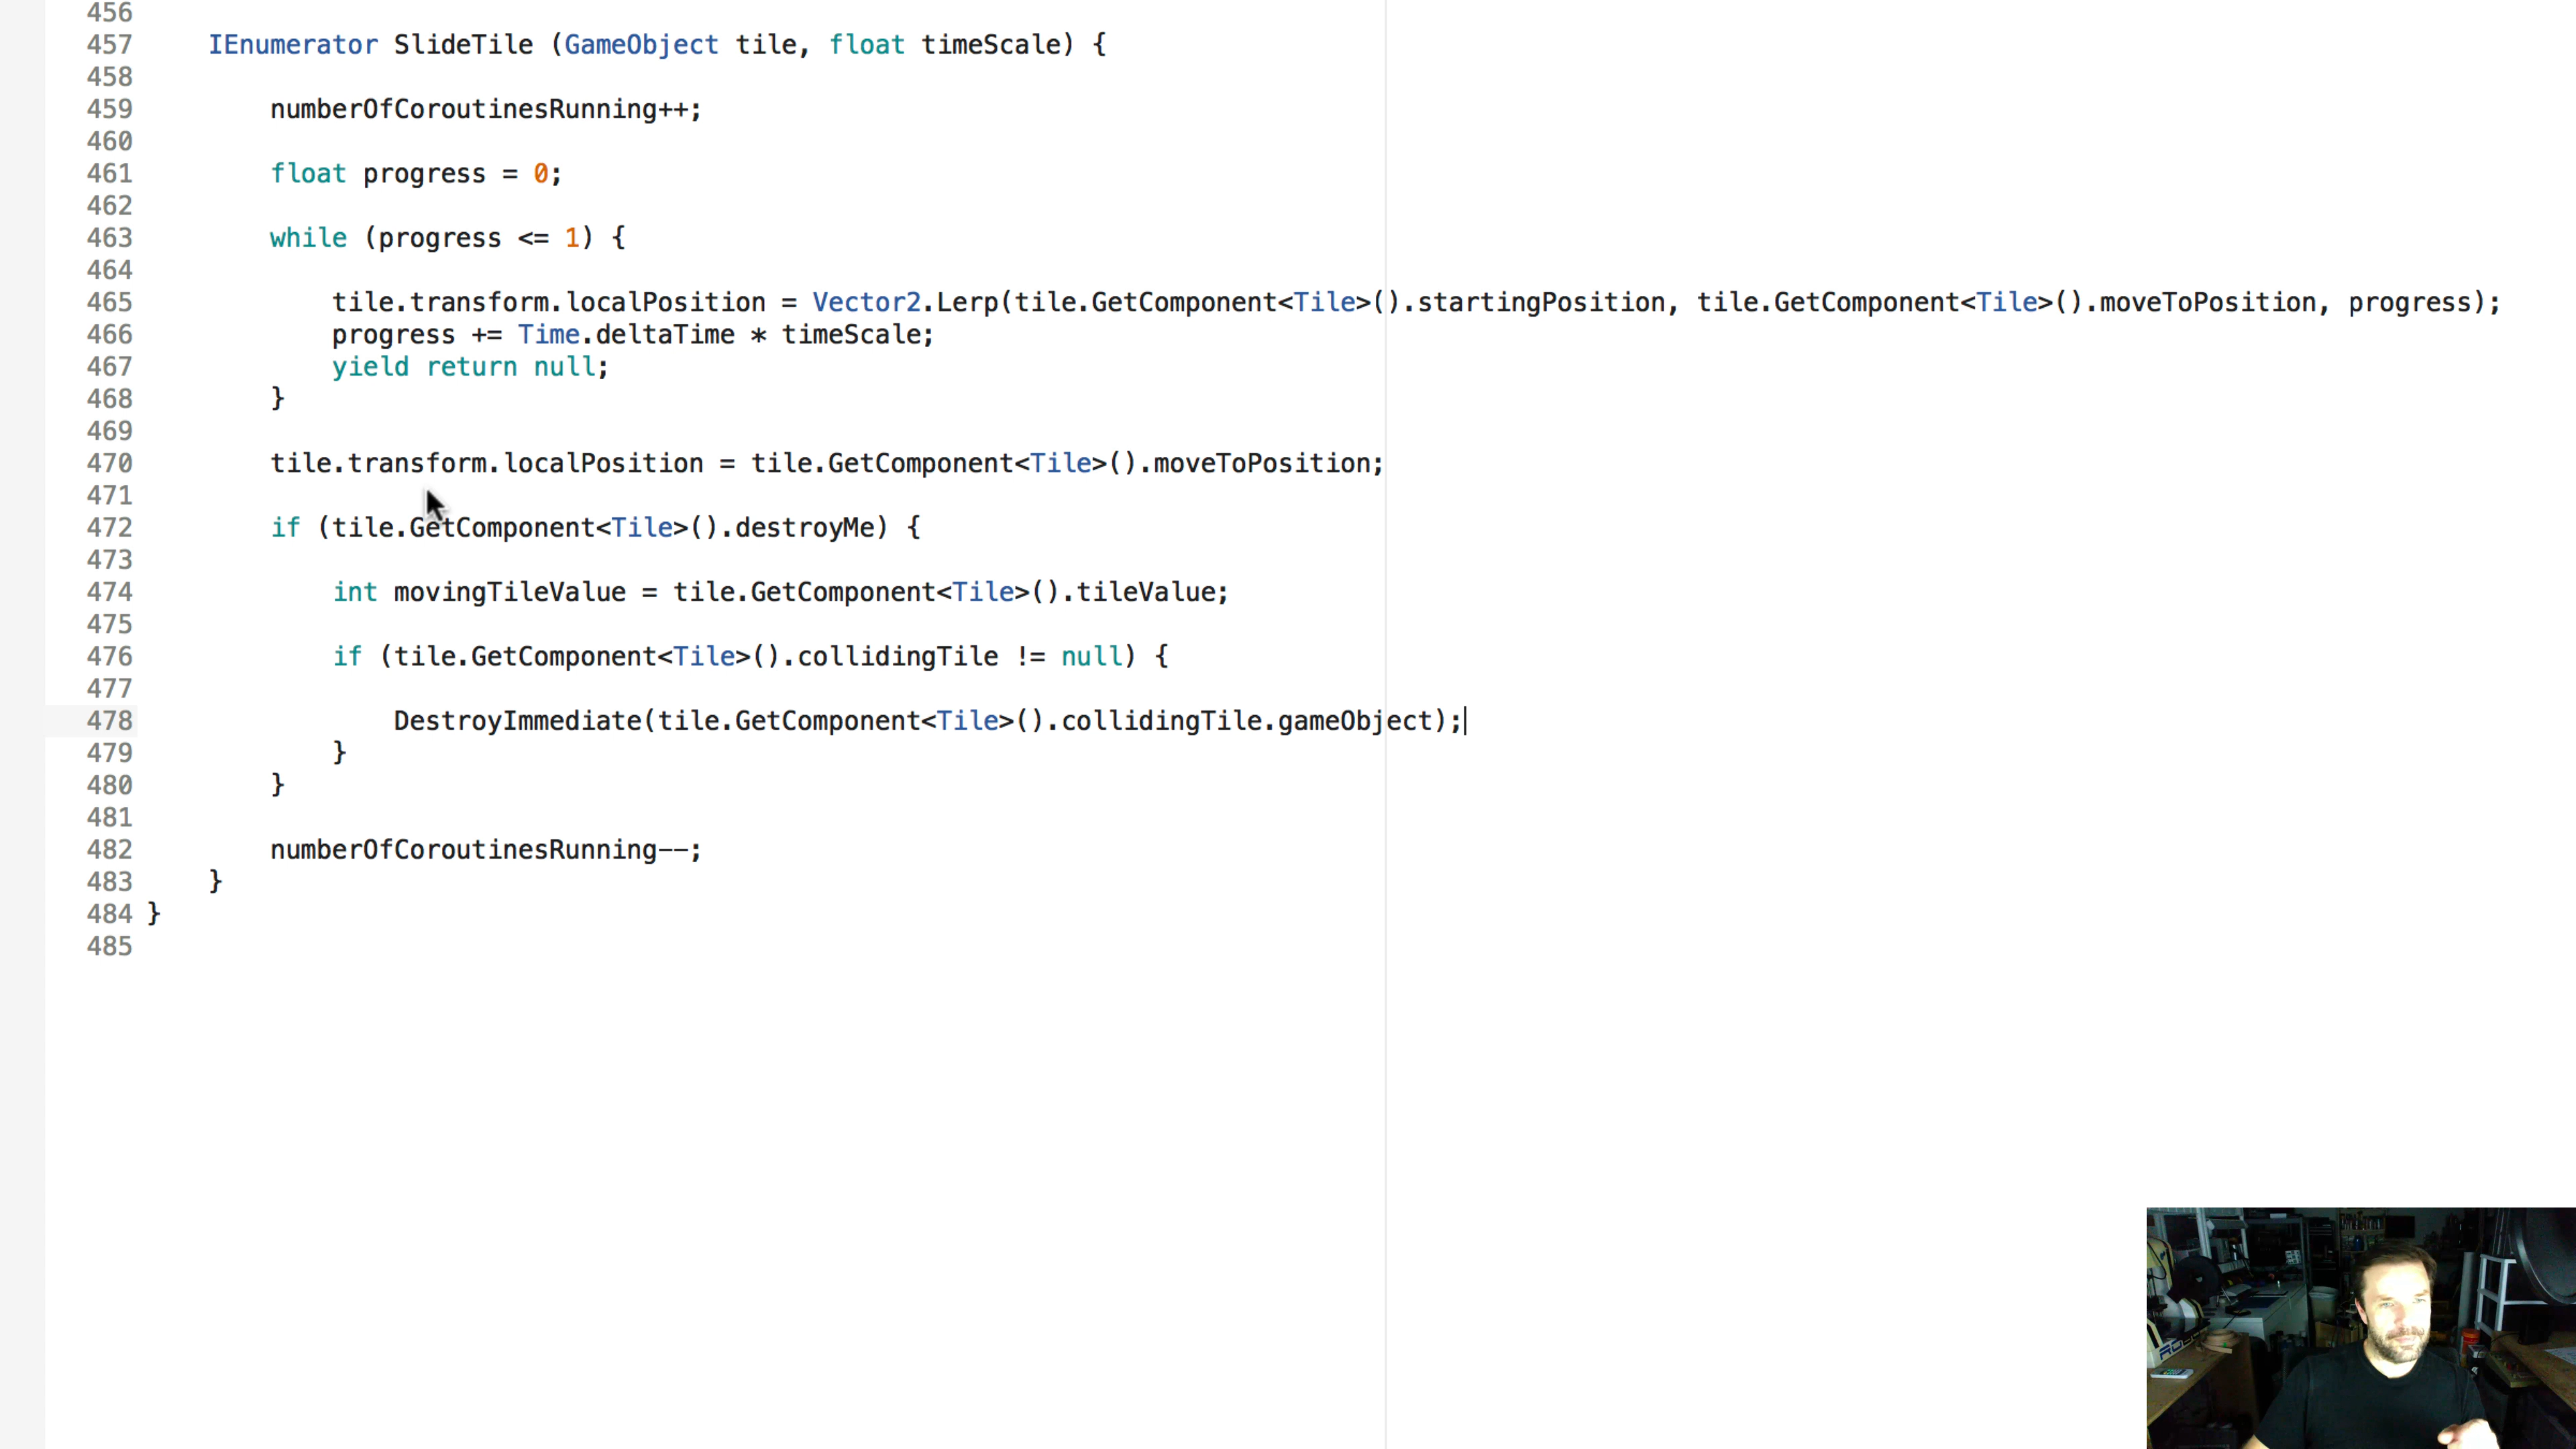 456
457 IEnumerator SlideTile (GameObject tile, float timeScale) {
458
459 numberOfCoroutinesRunning++;
460
461 float progress = 0;
462
463 while (progress <= 1) {
464
465 tile.transform.localPosition = Vector2.Lerp(tile.GetComponent<Tile>().startingPosition, tile.GetComponent<Tile>().moveToPosition, progress);
466 progress += Time.deltaTime * timeScale;
467 yield return null;
468 }
469
470 tile.transform.localPosition = tile.GetComponent<Tile>().moveToPosition;
471
472 if (tile.GetComponent<Tile>().destroyMe) {
473
474 int movingTileValue = tile.GetComponent<Tile>().tileValue;
475
476 if (tile.GetComponent<Tile>().collidingTile != null) {
477
478 DestroyImmediate(tile.GetComponent<Tile>().collidingTile.gameObject);
479 }
480 }
481
482 numberOfCoroutinesRunning--;
483 }
484 }
485